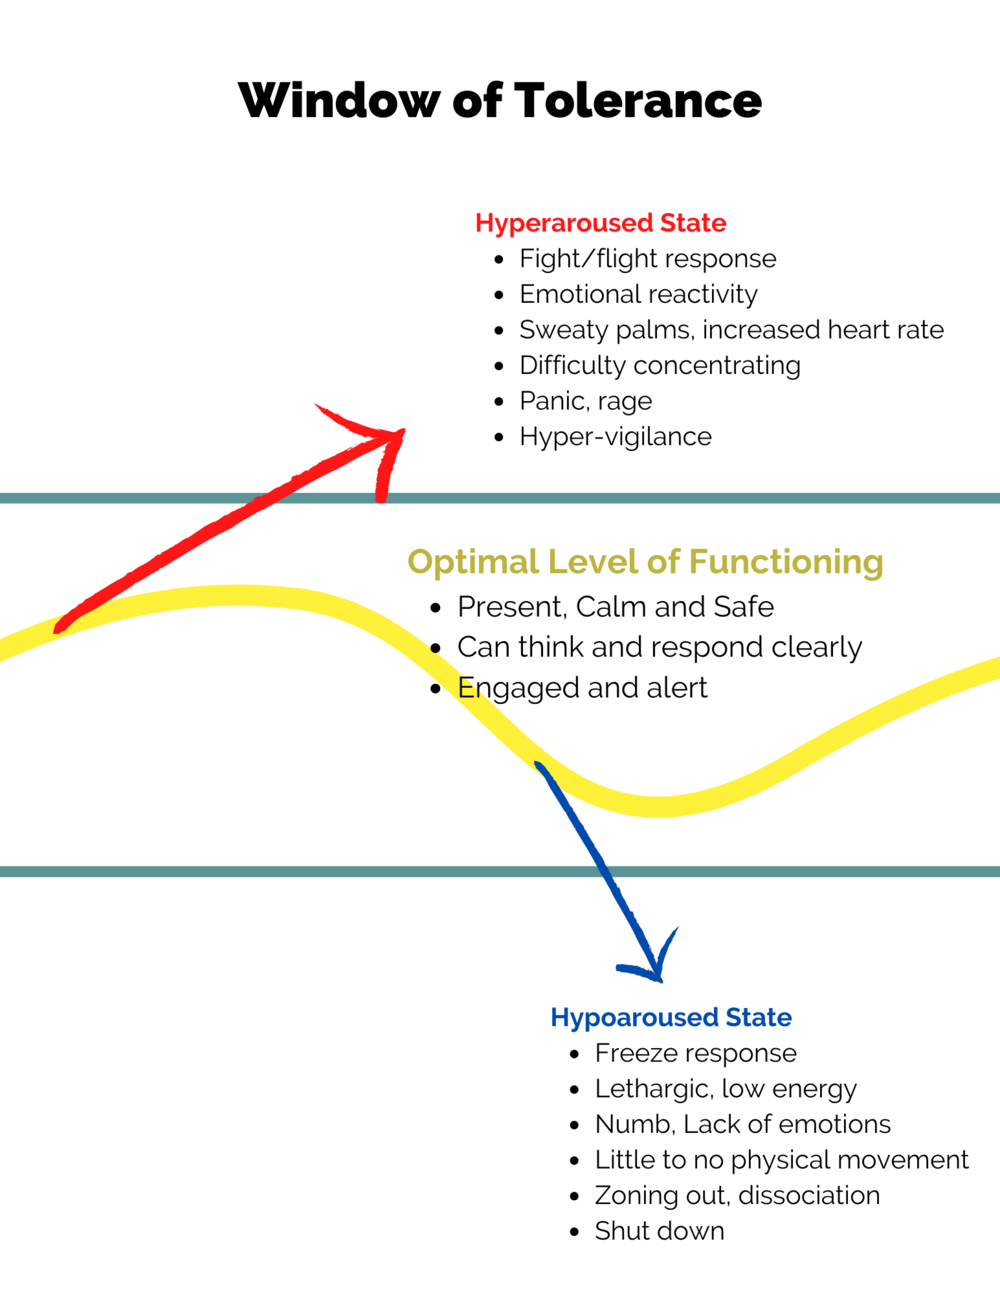 Window of Tolerance
Hyperaroused State
• Fight/flight response
• Emotional reactivity
• Sweaty palms, increased heart rate
• Difficulty concentrating
• Panic, rage
• Hyper-vigilance
Optimal Level of Functioning
• Present, Calm and Safe
• Can think and respond clearly
• Engaged and alert
Hypoaroused State
• Freeze response
• Lethargic, low energy
• Numb, Lack of emotions
• Little to no physical movement
• Zoning out, dissociation
• Shut down